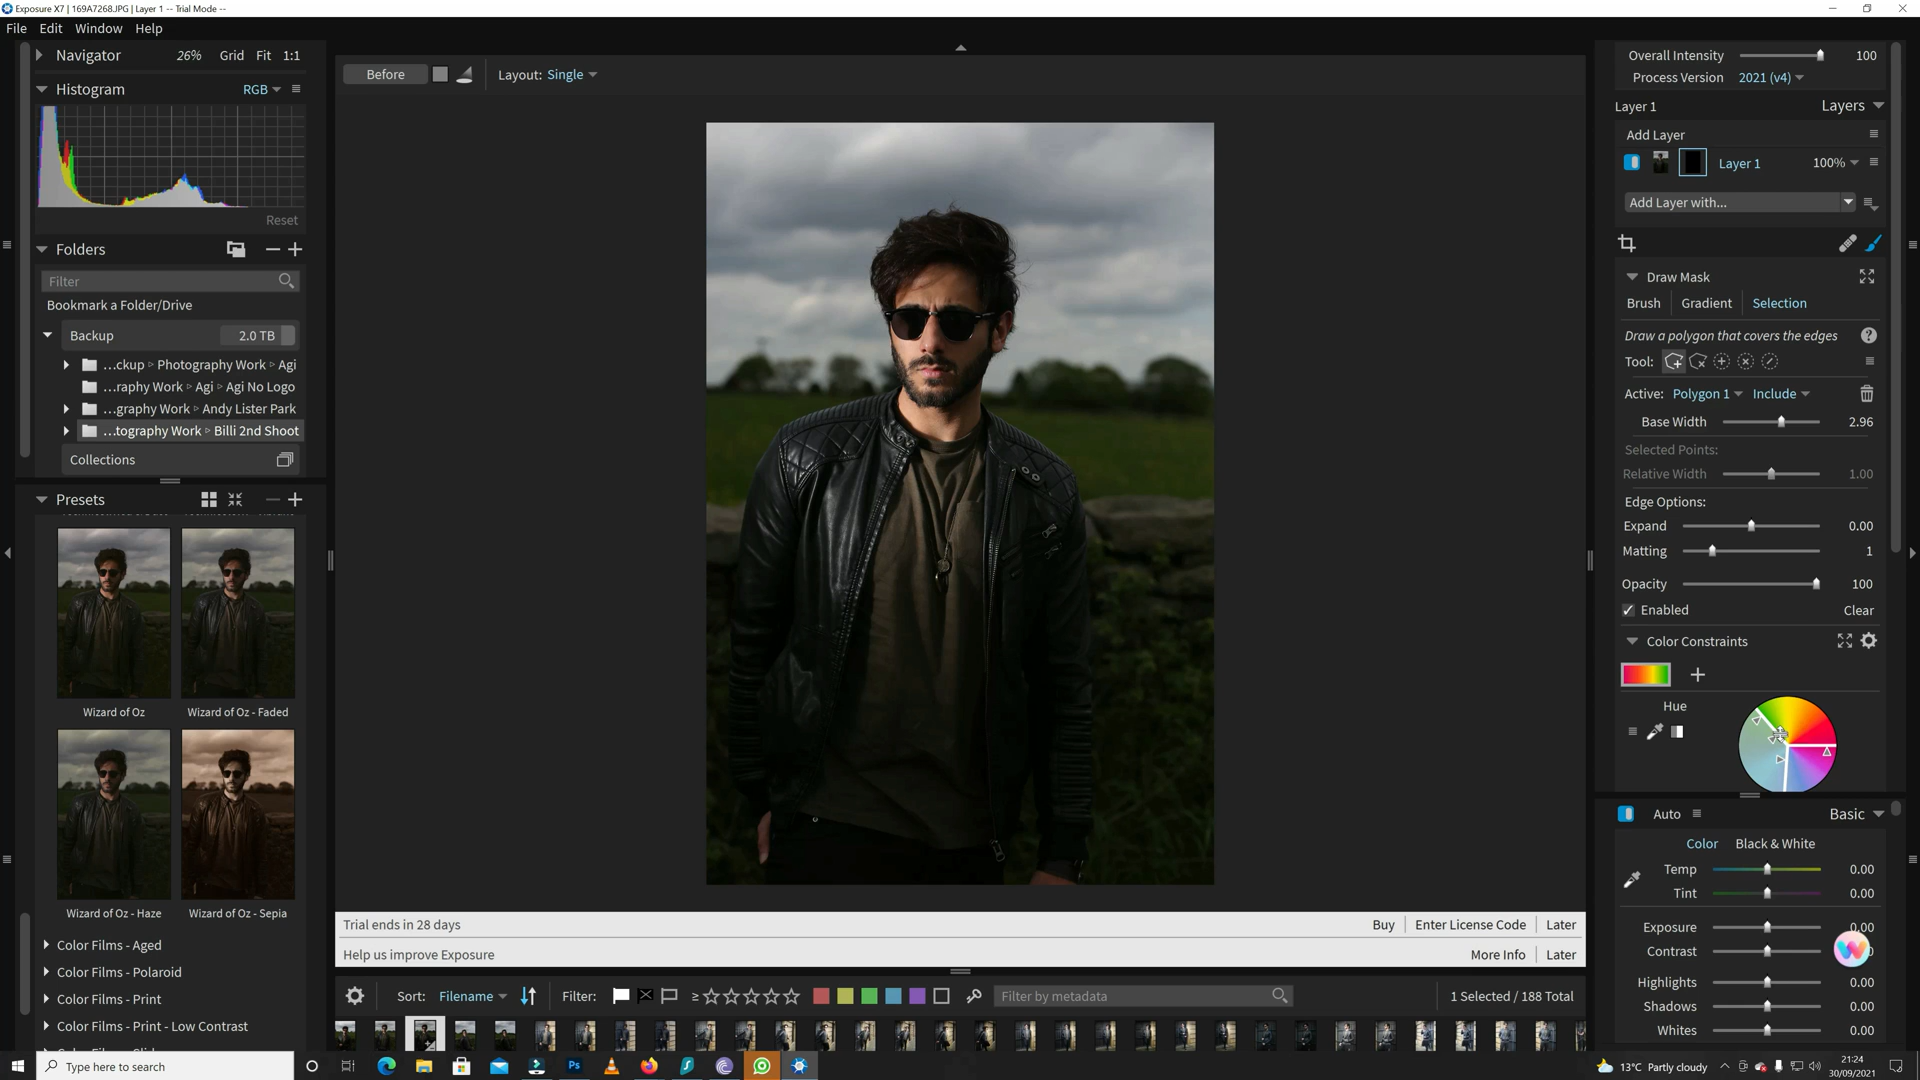 Exposure X7 | 169A7268.JPG | Layer 1 -- Trial Mode --
File Edit Window Help
Navigator 26% Grid Fit 1:1
Histogram RGB
Reset
Folders
Filter
Bookmark a Folder/Drive
Backup 2.0 TB
...ckup ▹ Photography Work ▹ Agi
...raphy Work ▹ Agi ▹ Agi No Logo
...graphy Work ▹ Andy Lister Park
...tography Work ▹ Billi 2nd Shoot
Collections
Presets
Wizard of Oz Wizard of Oz - Faded
Wizard of Oz - Haze Wizard of Oz - Sepia
Color Films - Aged
Color Films - Polaroid
Color Films - Print
Color Films - Print - Low Contrast
Before Layout: Single
Trial ends in 28 days Buy Enter License Code Later
Help us improve Exposure More Info Later
Sort: Filename Filter: ≥ Filter by metadata 1 Selected / 188 Total
Overall Intensity 100
Process Version 2021 (v4)
Layer 1 Layers
Add Layer
Layer 1 100%
Add Layer with...
Draw Mask
Brush Gradient Selection
Draw a polygon that covers the edges ?
Tool:
Active: Polygon 1 Include
Base Width 2.96
Selected Points:
Relative Width 1.00
Edge Options:
Expand 0.00
Matting 1
Opacity 100
Enabled Clear
Color Constraints
Hue
Auto Basic
Color Black & White
Temp 0.00
Tint 0.00
Exposure 0.00
Contrast
Highlights 0.00
Shadows 0.00
Whites 0.00
Type here to search
Ps
13°C Partly cloudy
21:24
30/09/2021